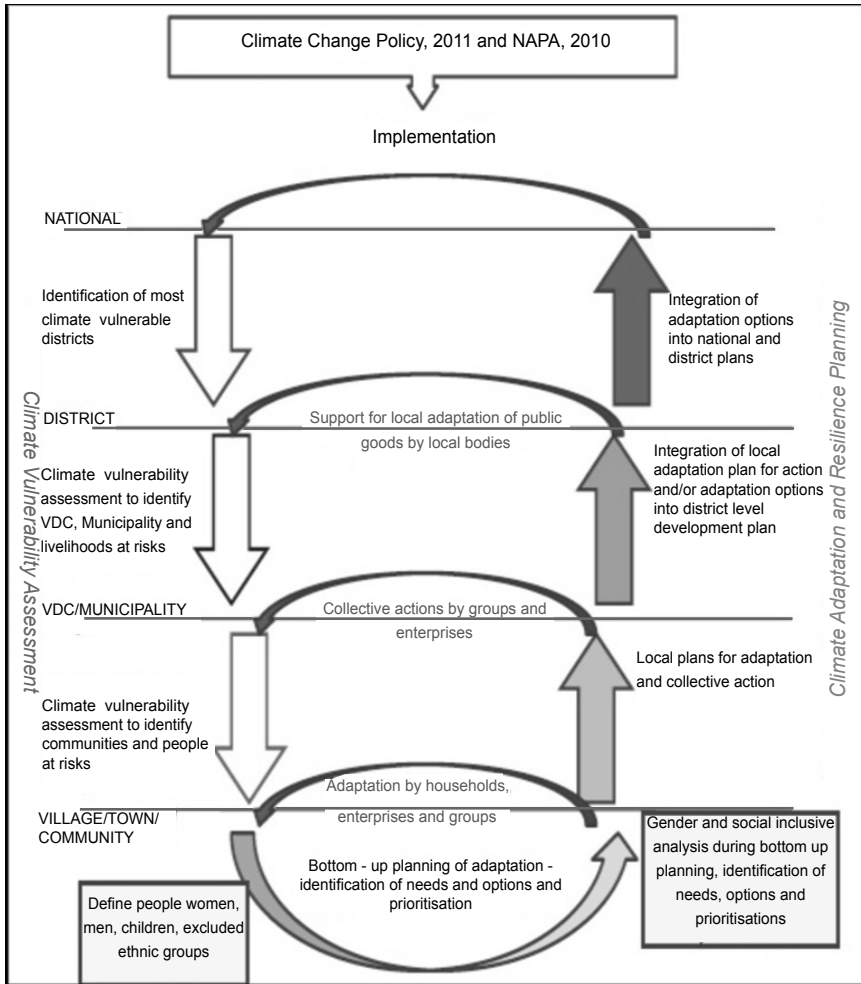 Climate Change Policy, 2011 and NAPA, 2010
Implementation
NATIONAL
Identification of most
climate vulnerable
districts
Integration of
adaptation options
into national and
district plans
Climate Vulnerability Assessment
Climate Adaptation and Resilience Planning
DISTRICT
Support for local adaptation of public
goods by local bodies
Climate vulnerability
assessment to identify
VDC, Municipality and
livelihoods at risks
Integration of local
adaptation plan for action
and/or adaptation options
into district level
development plan
VDC/MUNICIPALITY
Collective actions by groups and
enterprises
Local plans for adaptation
and collective action
Climate vulnerability
assessment to identify
communities and people
at risks
Adaptation by households,
enterprises and groups
VILLAGE/TOWN/
COMMUNITY
Bottom - up planning of adaptation -
identification of needs and options and
prioritisation
Define people women,
men, children, excluded
ethnic groups
Gender and social inclusive
analysis during bottom up
planning, identification of
needs, options and
prioritisations